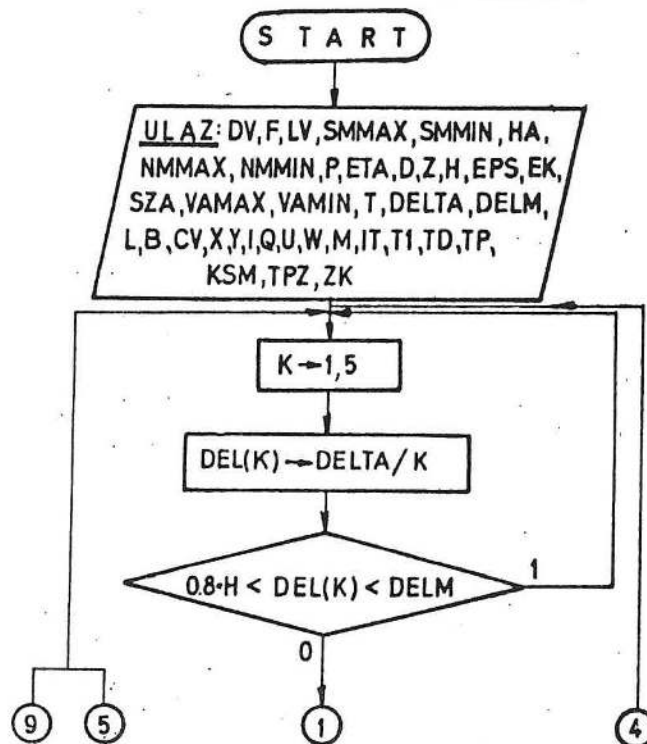 START
ULAZ: DV, F, LV, SMMAX, SMMIN, HA,
NMMAX, NMMIN, P, ETA, D, Z, H, EPS, EK,
SZA, VAMAX, VAMIN, T, DELTA, DELM,
L, B, CV, X, Y, I, Q, U, W, M, IT, T1, TD, TP,
KSM, TPZ, ZK
K→1,5
DEL(K)→DELTA/K
0.8·H < DEL(K) < DELM
1
0
9
5
1
4